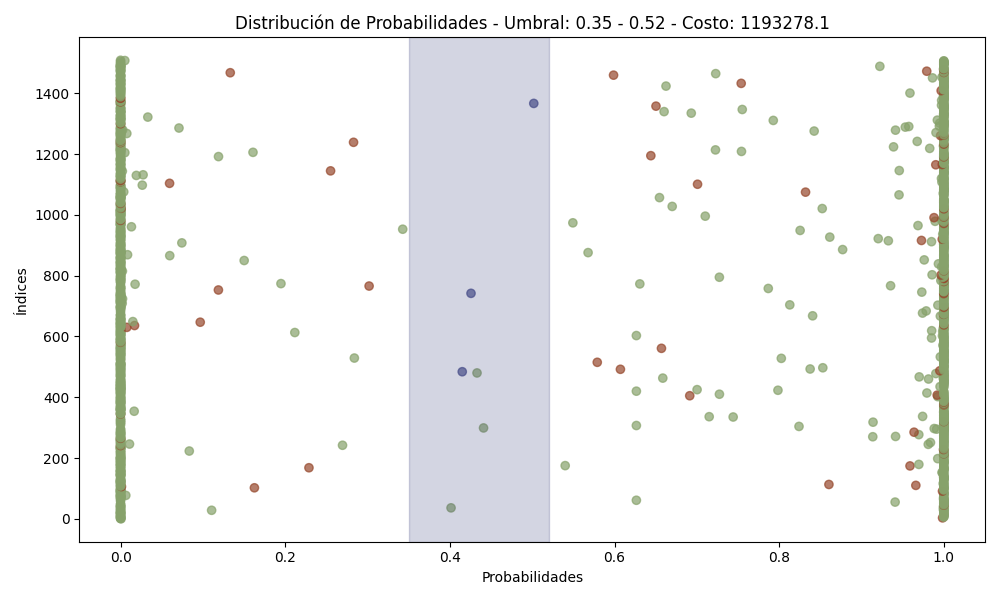 Distribución de Probabilidades - Umbral: 0.35 - 0.52 - Costo: 1193278.1
1400
1200
1000
800
600
400
200
0
Índices
0.0 0.2 0.4 0.6 0.8 1.0
Probabilidades